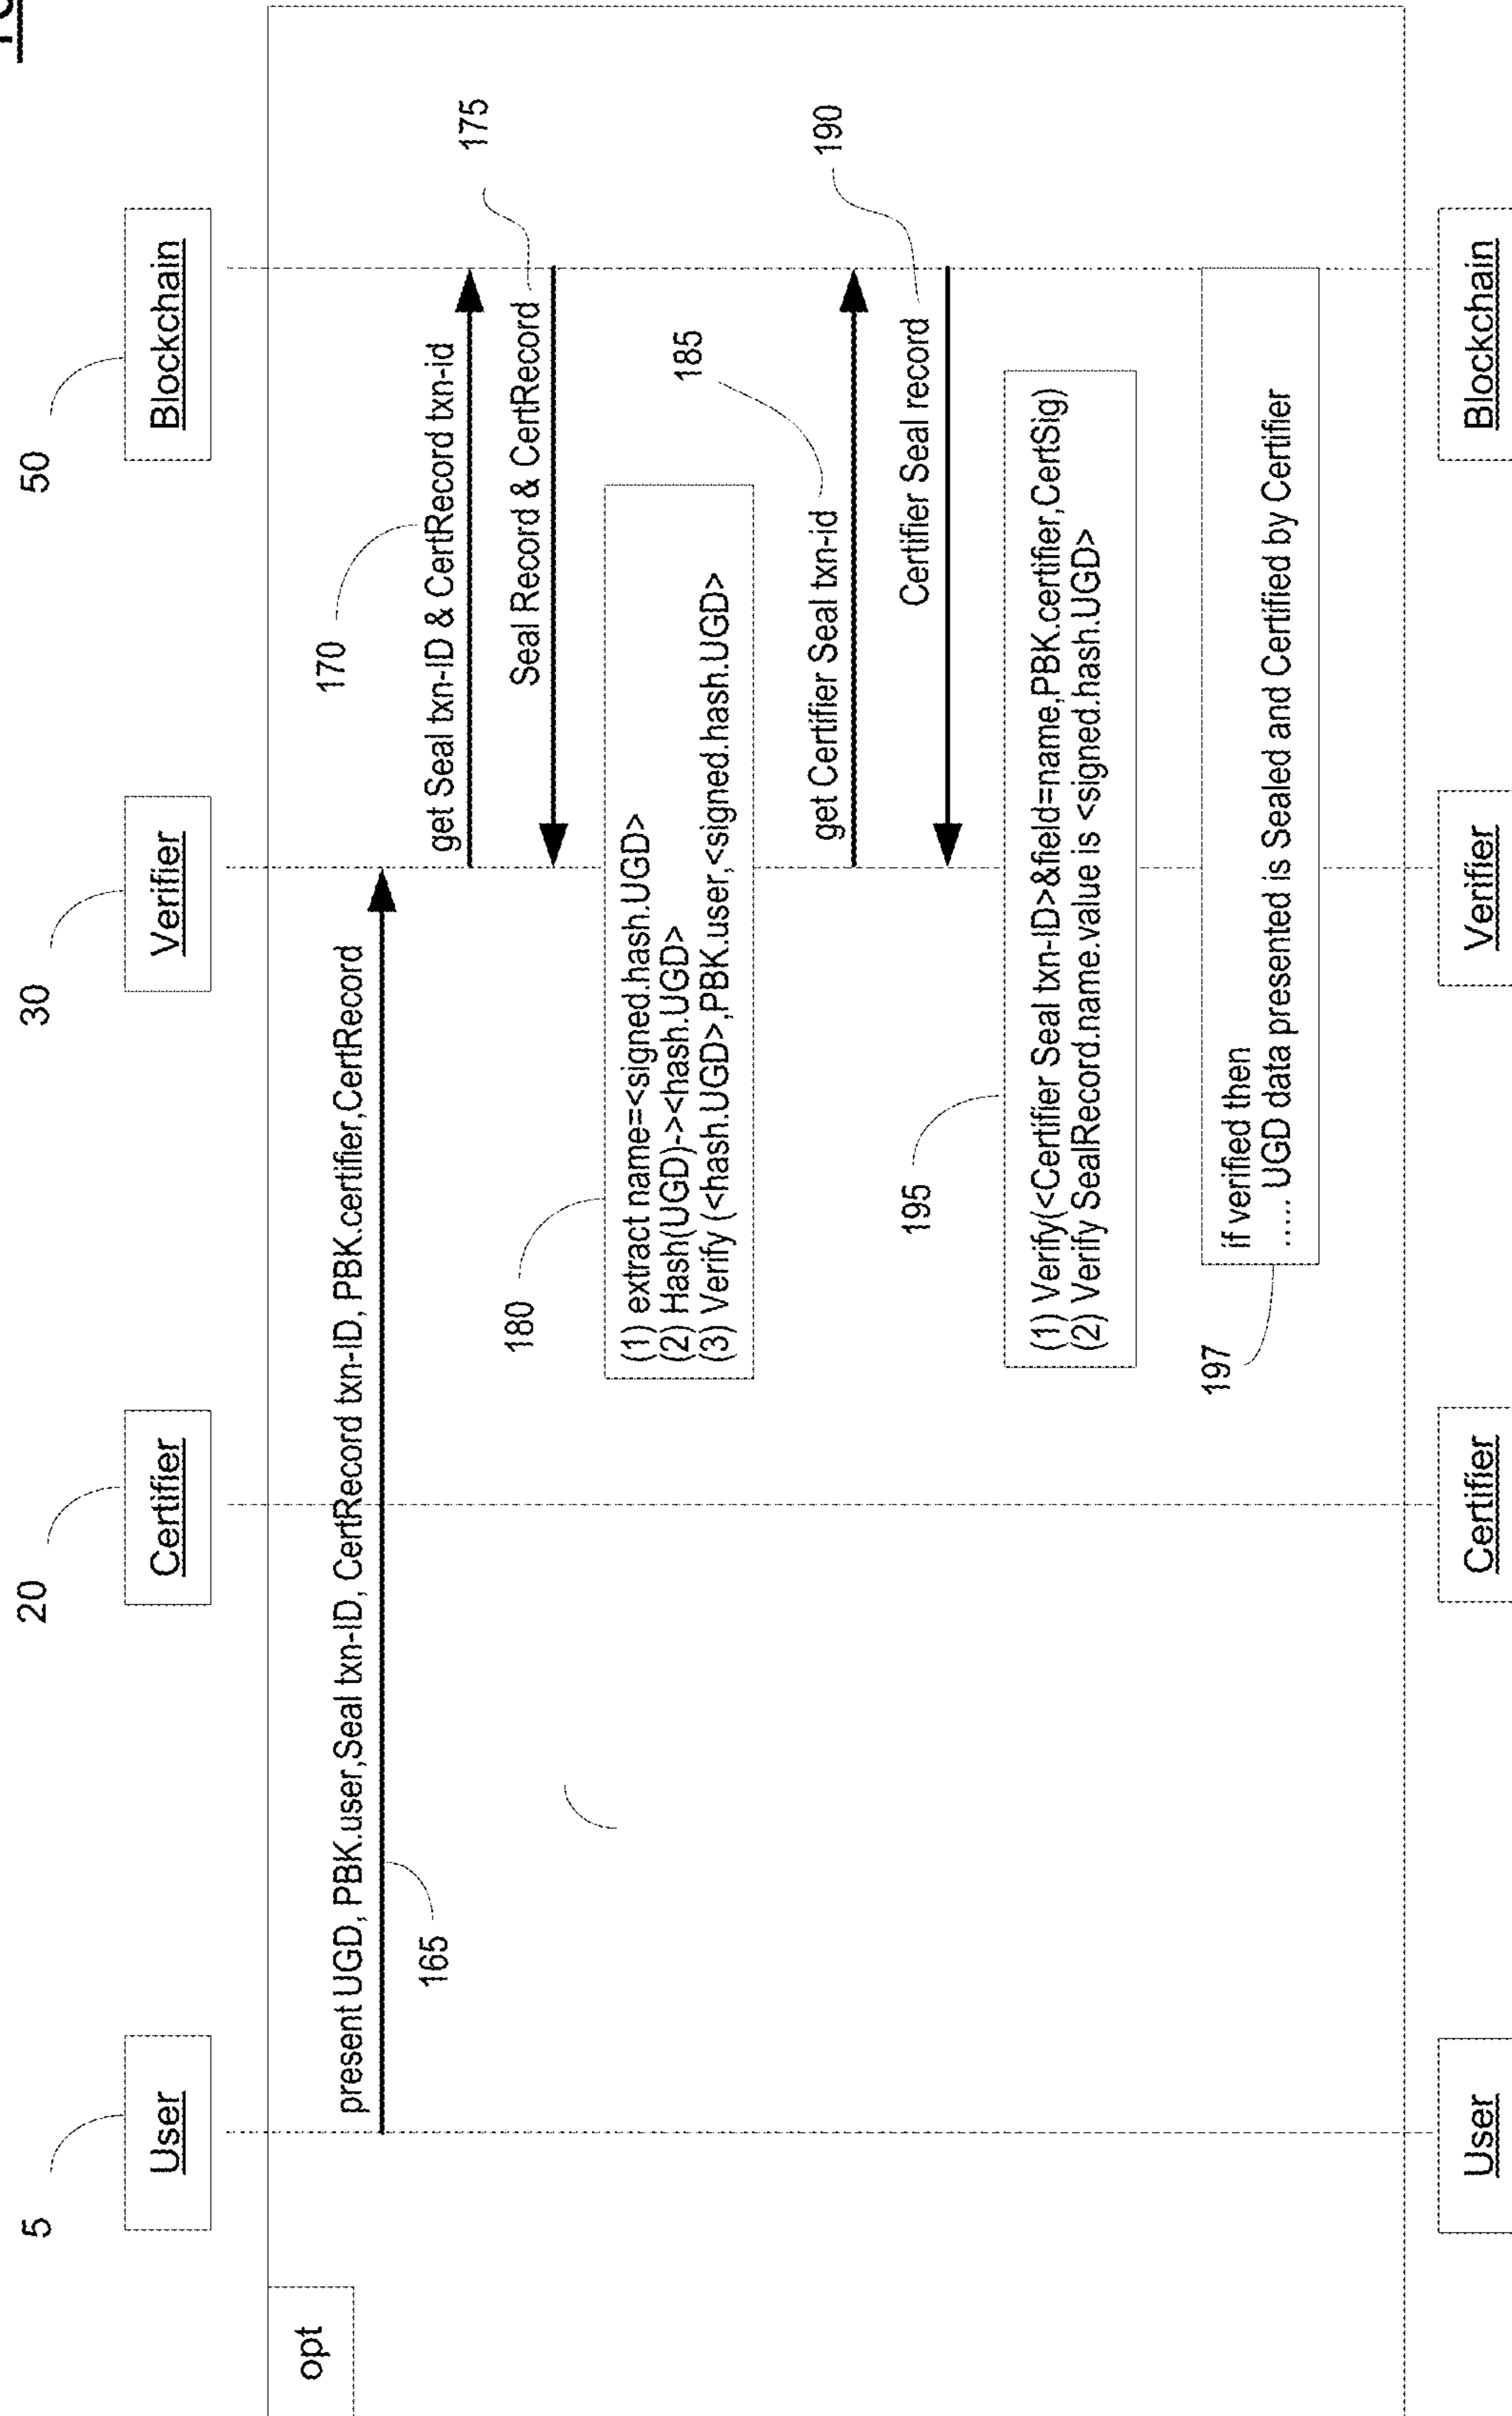 5
User
20
Certifier
30
Verifier
50
Blockchain
opt
present UGD, PBK.user,Seal txn-ID, CertRecord txn-ID, PBK.certifier,CertRecord
165
170
get Seal txn-ID & CertRecord txn-id
175
Seal Record & CertRecord
180
(1) extract name=<signed.hash.UGD>
(2) Hash(UGD)-><hash.UGD>
(3) Verify (<hash.UGD>,PBK.user,<signed.hash.UGD>
185
get Certifier Seal txn-id
190
Certifier Seal record
195
(1) Verify(<Certifier Seal txn-ID>&field=name,PBK.certifier,CertSig)
(2) Verify SealRecord.name.value is <signed.hash.UGD>
197
if verified then
..... UGD data presented is Sealed and Certified by Certifier
User
Certifier
Verifier
Blockchain